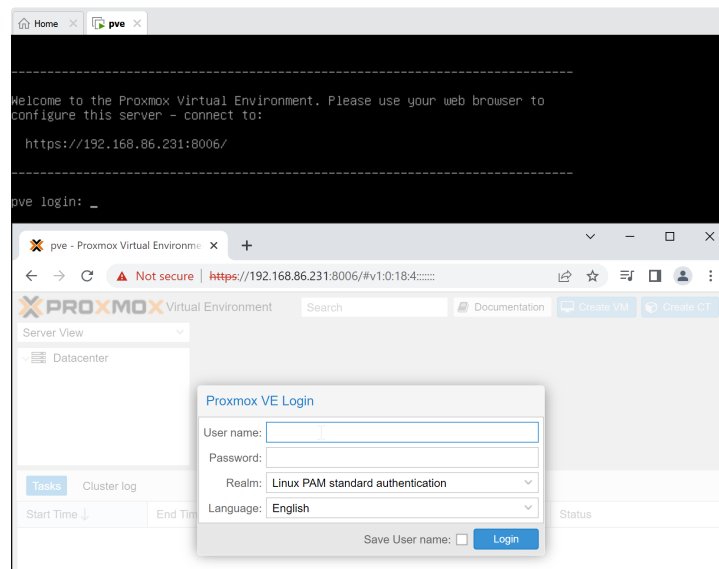 Home
pve
Welcome to the Proxmox Virtual Environment. Please use your web browser to
configure this server - connect to:
https://192.168.86.231:8006/
pve login: _
pve - Proxmox Virtual Environme
Not secure | https://192.168.86.231:8006/#v1:0:18:4:::::::
PROXMOX Virtual Environment Search Documentation Create VM Create CT
Server View
Datacenter
Proxmox VE Login
User name:
Password:
Realm: Linux PAM standard authentication
Language: English
Save User name: Login
Tasks Cluster log
Start Time End Tim Status